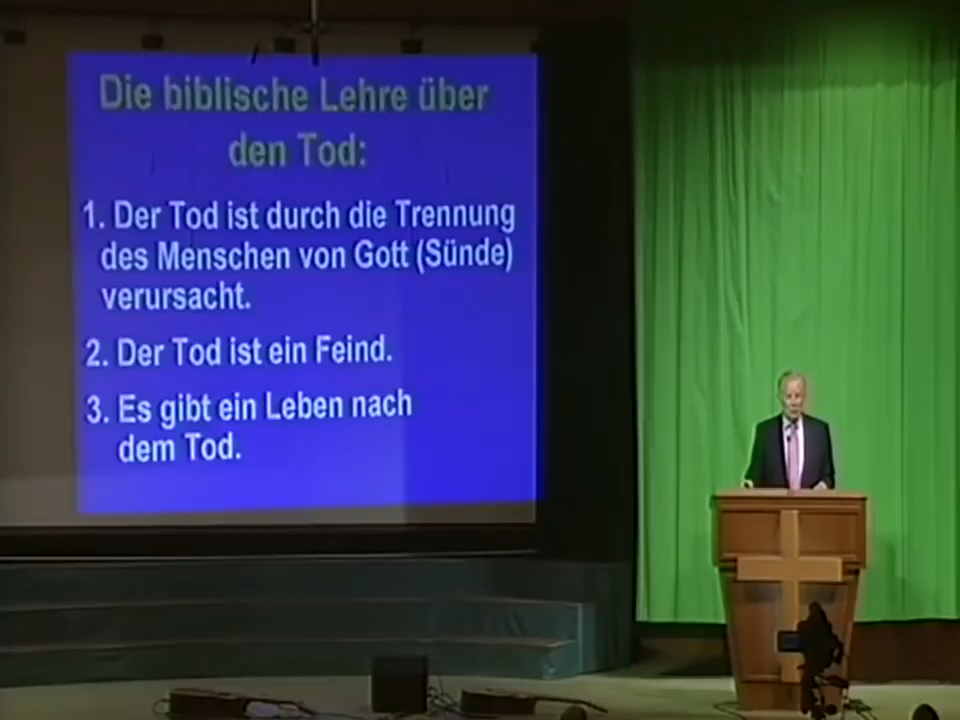 Die biblische Lehre über
den Tod:
1. Der Tod ist durch die Trennung
des Menschen von Gott (Sünde)
verursacht.
2. Der Tod ist ein Feind.
3. Es gibt ein Leben nach
dem Tod.